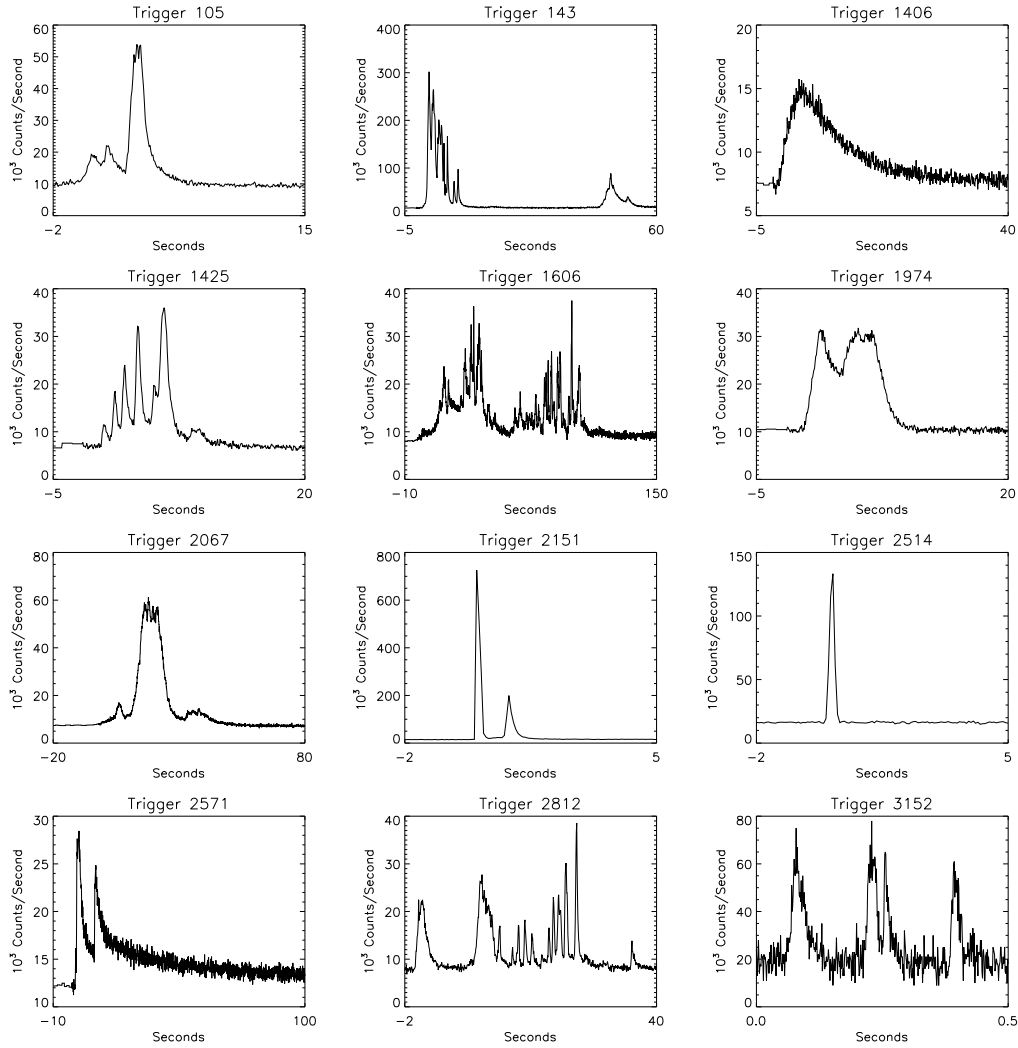 Trigger 105
10³ Counts/Second
60
50
40
30
20
10
0
-2
15
Seconds
Trigger 143
10³ Counts/Second
400
300
200
100
0
-5
60
Seconds
Trigger 1406
10³ Counts/Second
20
15
10
5
-5
40
Seconds
Trigger 1425
10³ Counts/Second
40
30
20
10
0
-5
20
Seconds
Trigger 1606
10³ Counts/Second
40
30
20
10
0
-10
150
Seconds
Trigger 1974
10³ Counts/Second
40
30
20
10
0
-5
20
Seconds
Trigger 2067
10³ Counts/Second
80
60
40
20
0
-20
80
Seconds
Trigger 2151
10³ Counts/Second
800
600
400
200
0
-2
5
Seconds
Trigger 2514
10³ Counts/Second
150
100
50
0
-2
5
Seconds
Trigger 2571
10³ Counts/Second
30
25
20
15
10
-10
100
Seconds
Trigger 2812
10³ Counts/Second
40
30
20
10
0
-2
40
Seconds
Trigger 3152
10³ Counts/Second
80
60
40
20
0
0.0
0.5
Seconds